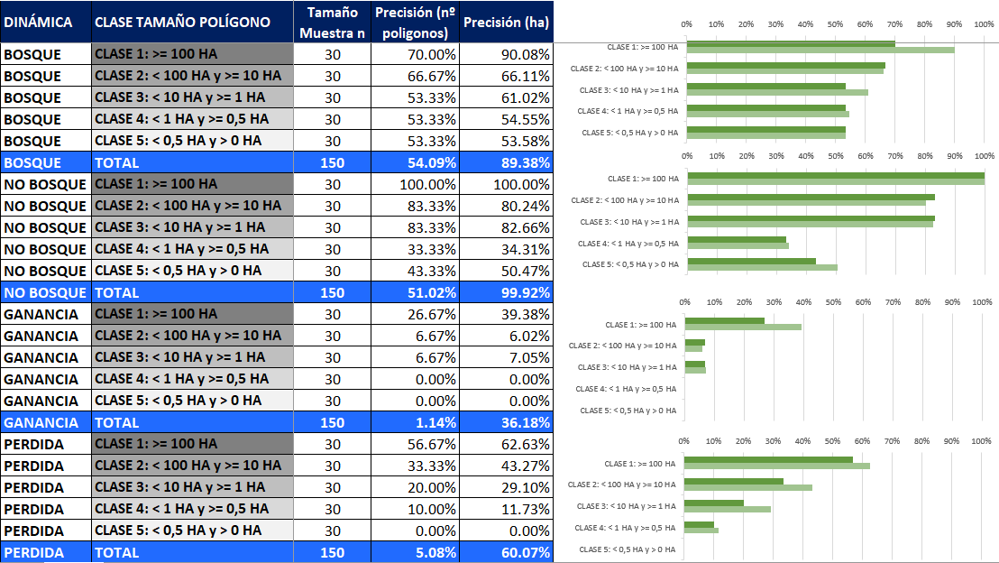 DINÁMICA CLASE TAMAÑO POLÍGONO Tamaño Muestra n Precisión (nº poligonos) Precisión (ha)
BOSQUE CLASE 1: >= 100 HA 30 70.00% 90.08%
BOSQUE CLASE 2: < 100 HA y >= 10 HA 30 66.67% 66.11%
BOSQUE CLASE 3: < 10 HA y >= 1 HA 30 53.33% 61.02%
BOSQUE CLASE 4: < 1 HA y >= 0,5 HA 30 53.33% 54.55%
BOSQUE CLASE 5: < 0,5 HA y > 0 HA 30 53.33% 53.58%
BOSQUE TOTAL 150 54.09% 89.38%
NO BOSQUE CLASE 1: >= 100 HA 30 100.00% 100.00%
NO BOSQUE CLASE 2: < 100 HA y >= 10 HA 30 83.33% 80.24%
NO BOSQUE CLASE 3: < 10 HA y >= 1 HA 30 83.33% 82.66%
NO BOSQUE CLASE 4: < 1 HA y >= 0,5 HA 30 33.33% 34.31%
NO BOSQUE CLASE 5: < 0,5 HA y > 0 HA 30 43.33% 50.47%
NO BOSQUE TOTAL 150 51.02% 99.92%
GANANCIA CLASE 1: >= 100 HA 30 26.67% 39.38%
GANANCIA CLASE 2: < 100 HA y >= 10 HA 30 6.67% 6.02%
GANANCIA CLASE 3: < 10 HA y >= 1 HA 30 6.67% 7.05%
GANANCIA CLASE 4: < 1 HA y >= 0,5 HA 30 0.00% 0.00%
GANANCIA CLASE 5: < 0,5 HA y > 0 HA 30 0.00% 0.00%
GANANCIA TOTAL 150 1.14% 36.18%
PERDIDA CLASE 1: >= 100 HA 30 56.67% 62.63%
PERDIDA CLASE 2: < 100 HA y >= 10 HA 30 33.33% 43.27%
PERDIDA CLASE 3: < 10 HA y >= 1 HA 30 20.00% 29.10%
PERDIDA CLASE 4: < 1 HA y >= 0,5 HA 30 10.00% 11.73%
PERDIDA CLASE 5: < 0,5 HA y > 0 HA 30 0.00% 0.00%
PERDIDA TOTAL 150 5.08% 60.07%
0% 10% 20% 30% 40% 50% 60% 70% 80% 90% 100%
CLASE 1: >= 100 HA
CLASE 2: < 100 HA y >= 10 HA
CLASE 3: < 10 HA y >= 1 HA
CLASE 4: < 1 HA y >= 0,5 HA
CLASE 5: < 0,5 HA y > 0 HA
0% 10% 20% 30% 40% 50% 60% 70% 80% 90% 100%
CLASE 1: >= 100 HA
CLASE 2: < 100 HA y >= 10 HA
CLASE 3: < 10 HA y >= 1 HA
CLASE 4: < 1 HA y >= 0,5 HA
CLASE 5: < 0,5 HA y > 0 HA
0% 10% 20% 30% 40% 50% 60% 70% 80% 90% 100%
CLASE 1: >= 100 HA
CLASE 2: < 100 HA y >= 10 HA
CLASE 3: < 10 HA y >= 1 HA
CLASE 4: < 1 HA y >= 0,5 HA
CLASE 5: < 0,5 HA y > 0 HA
0% 10% 20% 30% 40% 50% 60% 70% 80% 90% 100%
CLASE 1: >= 100 HA
CLASE 2: < 100 HA y >= 10 HA
CLASE 3: < 10 HA y >= 1 HA
CLASE 4: < 1 HA y >= 0,5 HA
CLASE 5: < 0,5 HA y > 0 HA